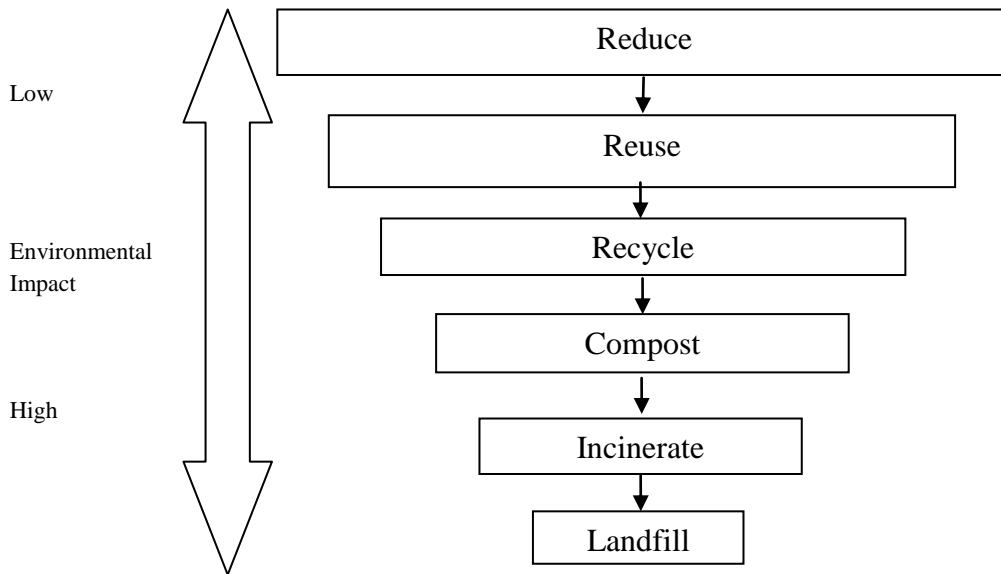 Reduce
Low
Reuse
Recycle
Environmental
Impact
Compost
High
Incinerate
Landfill